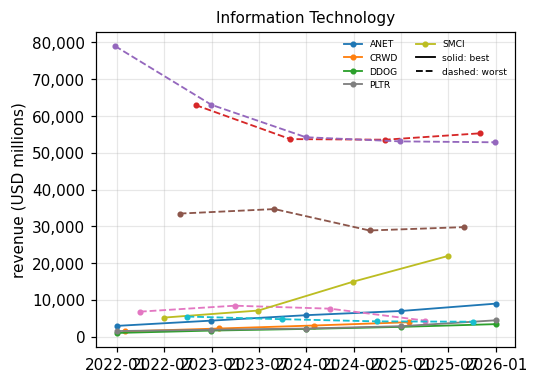 Information Technology
revenue (USD millions)
80,000
70,000
60,000
50,000
40,000
30,000
20,000
10,000
0
ANET
CRWD
DDOG
PLTR
SMCI
solid: best
dashed: worst
2022-01 2022-07 2023-01 2023-07 2024-01 2024-07 2025-01 2025-07 2026-01